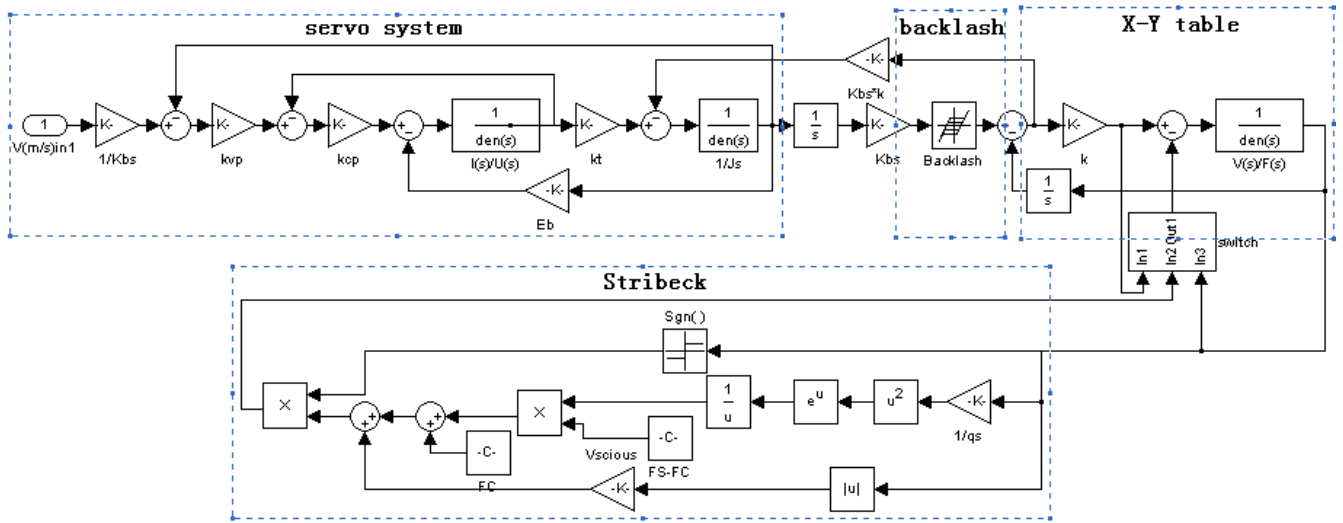 servo system
backlash
X-Y table
1
V(m/s)in1
K-
1/Kbs
K-
kvp
K-
kcp
1
den(s)
I(s)/U(s)
K-
kt
1
den(s)
1/Js
-K-
Eb
1
s
K-
Kbs
-K-
Kbs*k
Backlash
K-
k
1
den(s)
V(s)/F(s)
1
s
In1
In2
Out1
In3
switch
Stribeck
Sgn()
×
+
+
+
+
×
1
u
e^u
u^2
-K-
1/qs
-C-
FC
Vscious
-C-
FS-FC
-K-
|u|